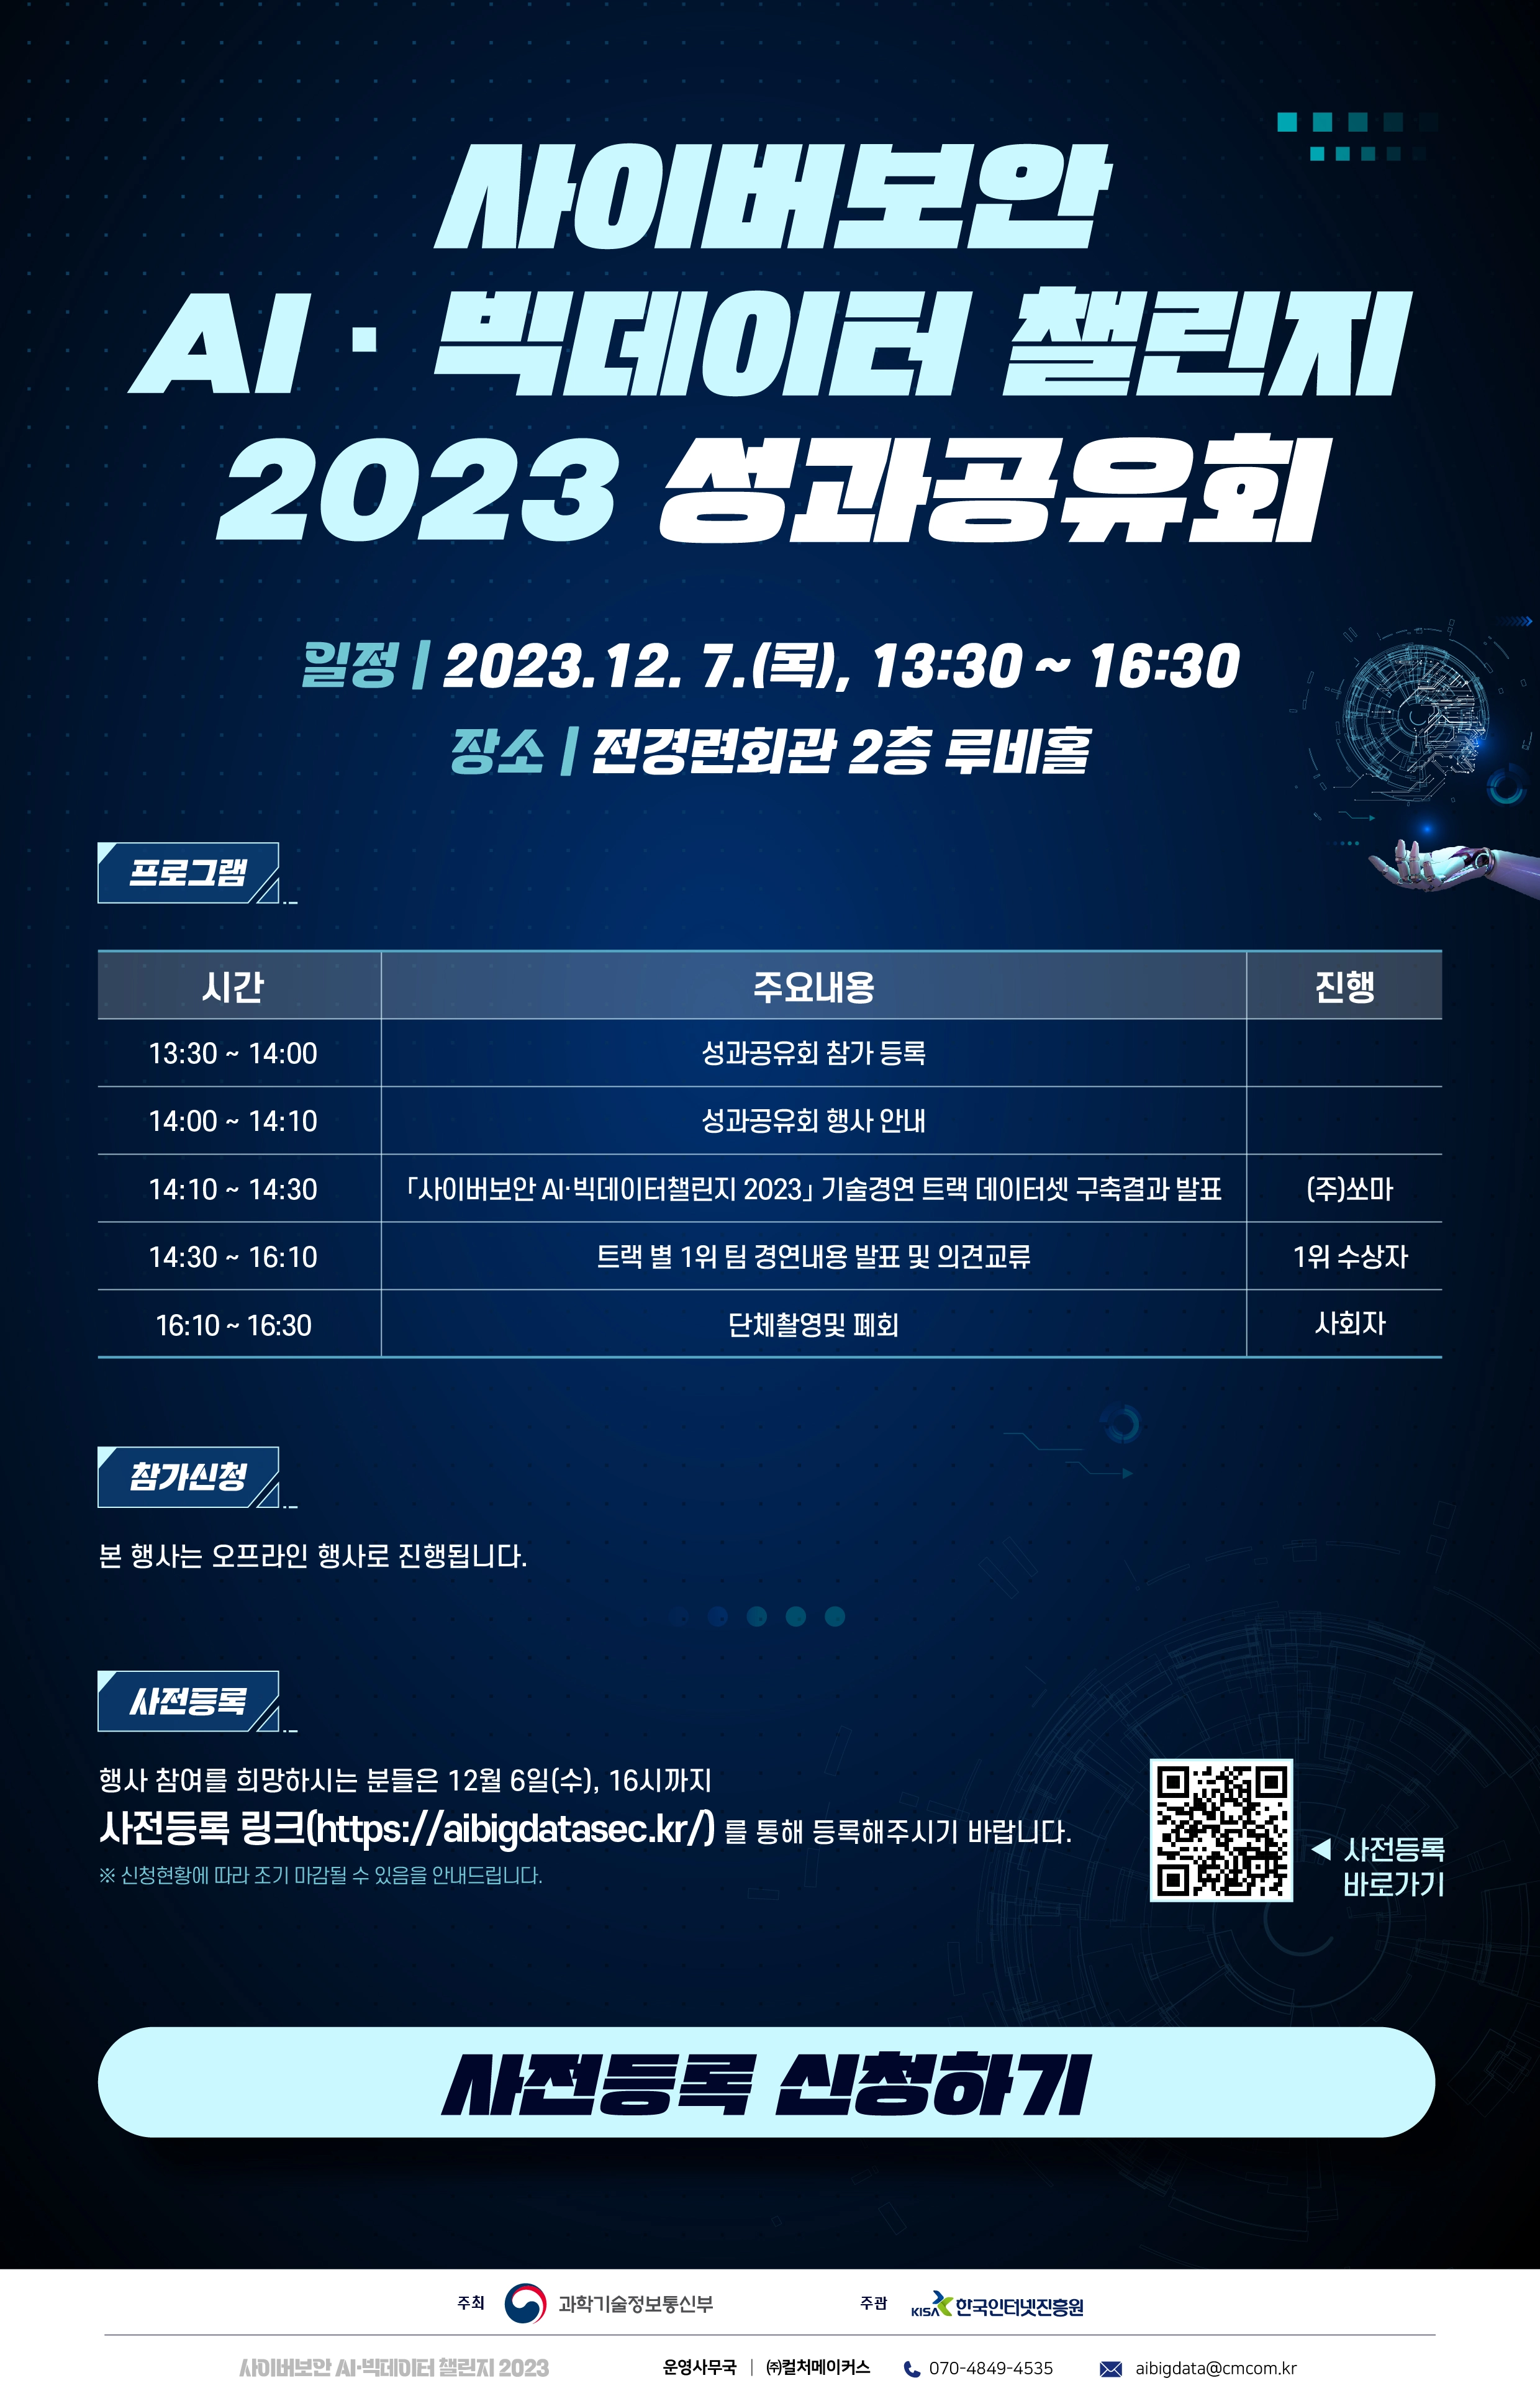 사이버보안
AI · 빅데이터 챌린지
2023 성과공유회
일정 | 2023.12. 7.(목), 13:30 ~ 16:30
장소 | 전경련회관 2층 루비홀
프로그램
시간 주요내용 진행
13:30 ~ 14:00 성과공유회 참가 등록
14:00 ~ 14:10 성과공유회 행사 안내
14:10 ~ 14:30 「사이버보안 AI·빅데이터챌린지 2023」 기술경연 트랙 데이터셋 구축결과 발표 (주)쏘마
14:30 ~ 16:10 트랙 별 1위 팀 경연내용 발표 및 의견교류 1위 수상자
16:10 ~ 16:30 단체촬영및 폐회 사회자
참가신청
본 행사는 오프라인 행사로 진행됩니다.
사전등록
행사 참여를 희망하시는 분들은 12월 6일(수), 16시까지
사전등록 링크(https://aibigdatasec.kr/) 를 통해 등록해주시기 바랍니다.
※ 신청현황에 따라 조기 마감될 수 있음을 안내드립니다.
◀ 사전등록
바로가기
사전등록 신청하기
주최 과학기술정보통신부 주관 KISA 한국인터넷진흥원
사이버보안 AI·빅데이터 챌린지 2023 운영사무국 | ㈜컬처메이커스 070-4849-4535 aibigdata@cmcom.kr